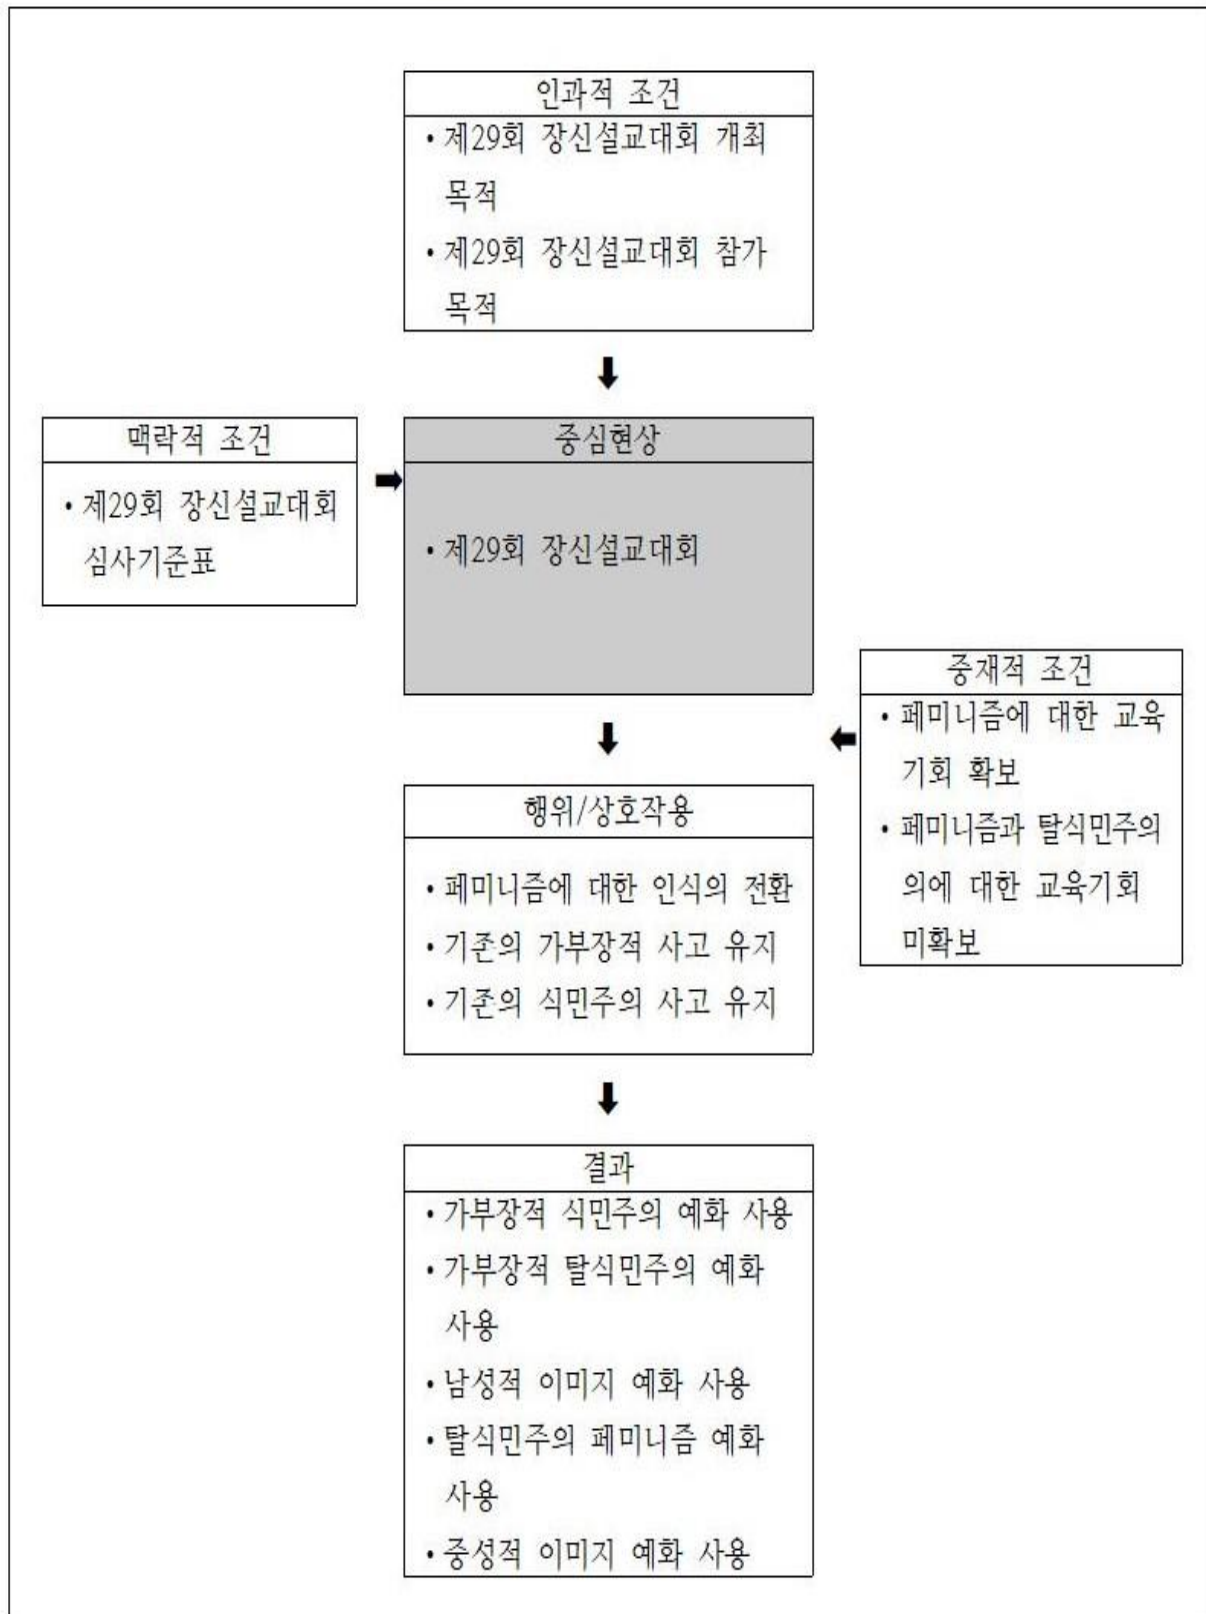 인과적 조건
• 제29회 장신설교대회 개최
목적
• 제29회 장신설교대회 참가
목적
맥락적 조건
• 제29회 장신설교대회
심사기준표
중심현상
• 제29회 장신설교대회
중재적 조건
• 페미니즘에 대한 교육
기회 확보
• 페미니즘과 탈식민주의
의에 대한 교육기회
미확보
행위/상호작용
• 페미니즘에 대한 인식의 전환
• 기존의 가부장적 사고 유지
• 기존의 식민주의 사고 유지
결과
• 가부장적 식민주의 예화 사용
• 가부장적 탈식민주의 예화
사용
• 남성적 이미지 예화 사용
• 탈식민주의 페미니즘 예화
사용
• 중성적 이미지 예화 사용